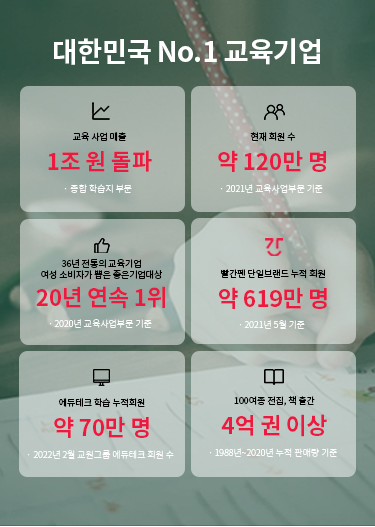 대한민국 No.1 교육기업
교육 사업 매출
1조 원 돌파
· 종합 학습지 부문
현재 회원 수
약 120만 명
· 2021년 교육사업부문 기준
36년 전통의 교육기업
여성 소비자가 뽑은 좋은기업대상
20년 연속 1위
· 2020년 교육사업부문 기준
빨간펜 단일브랜드 누적 회원
약 619만 명
· 2021년 5월 기준
에듀테크 학습 누적회원
약 70만 명
· 2022년 2월 교원그룹 에듀테크 회원 수
100여종 전집, 책 출간
4억 권 이상
· 1988년~2020년 누적 판매량 기준